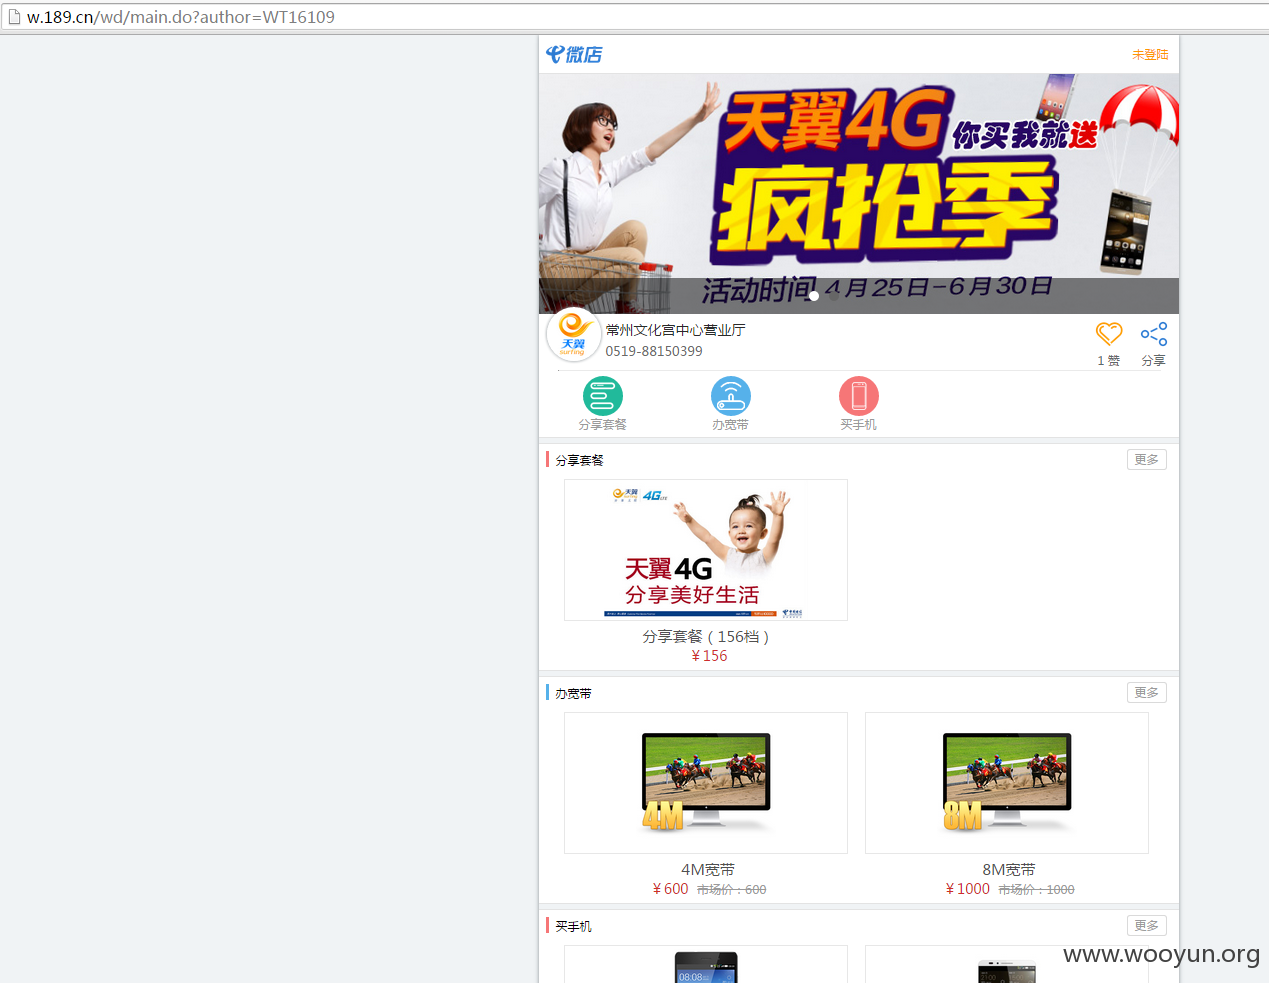 w.189.cn/wd/main.do?author=WT16109
微店
未登陆
天翼4G
你买我就送
疯抢季
活动时间 4月25日-6月30日
天翼
surfing
常州文化宫中心营业厅
0519-88150399
1 赞
分享
分享套餐
办宽带
买手机
分享套餐
更多
天翼
4G
天翼4G
分享美好生活
分享套餐（156档）
￥156
办宽带
更多
4M
8M
4M宽带
8M宽带
￥600 市场价：600
￥1000 市场价：1000
买手机
更多
08:08
www.wooyun.org